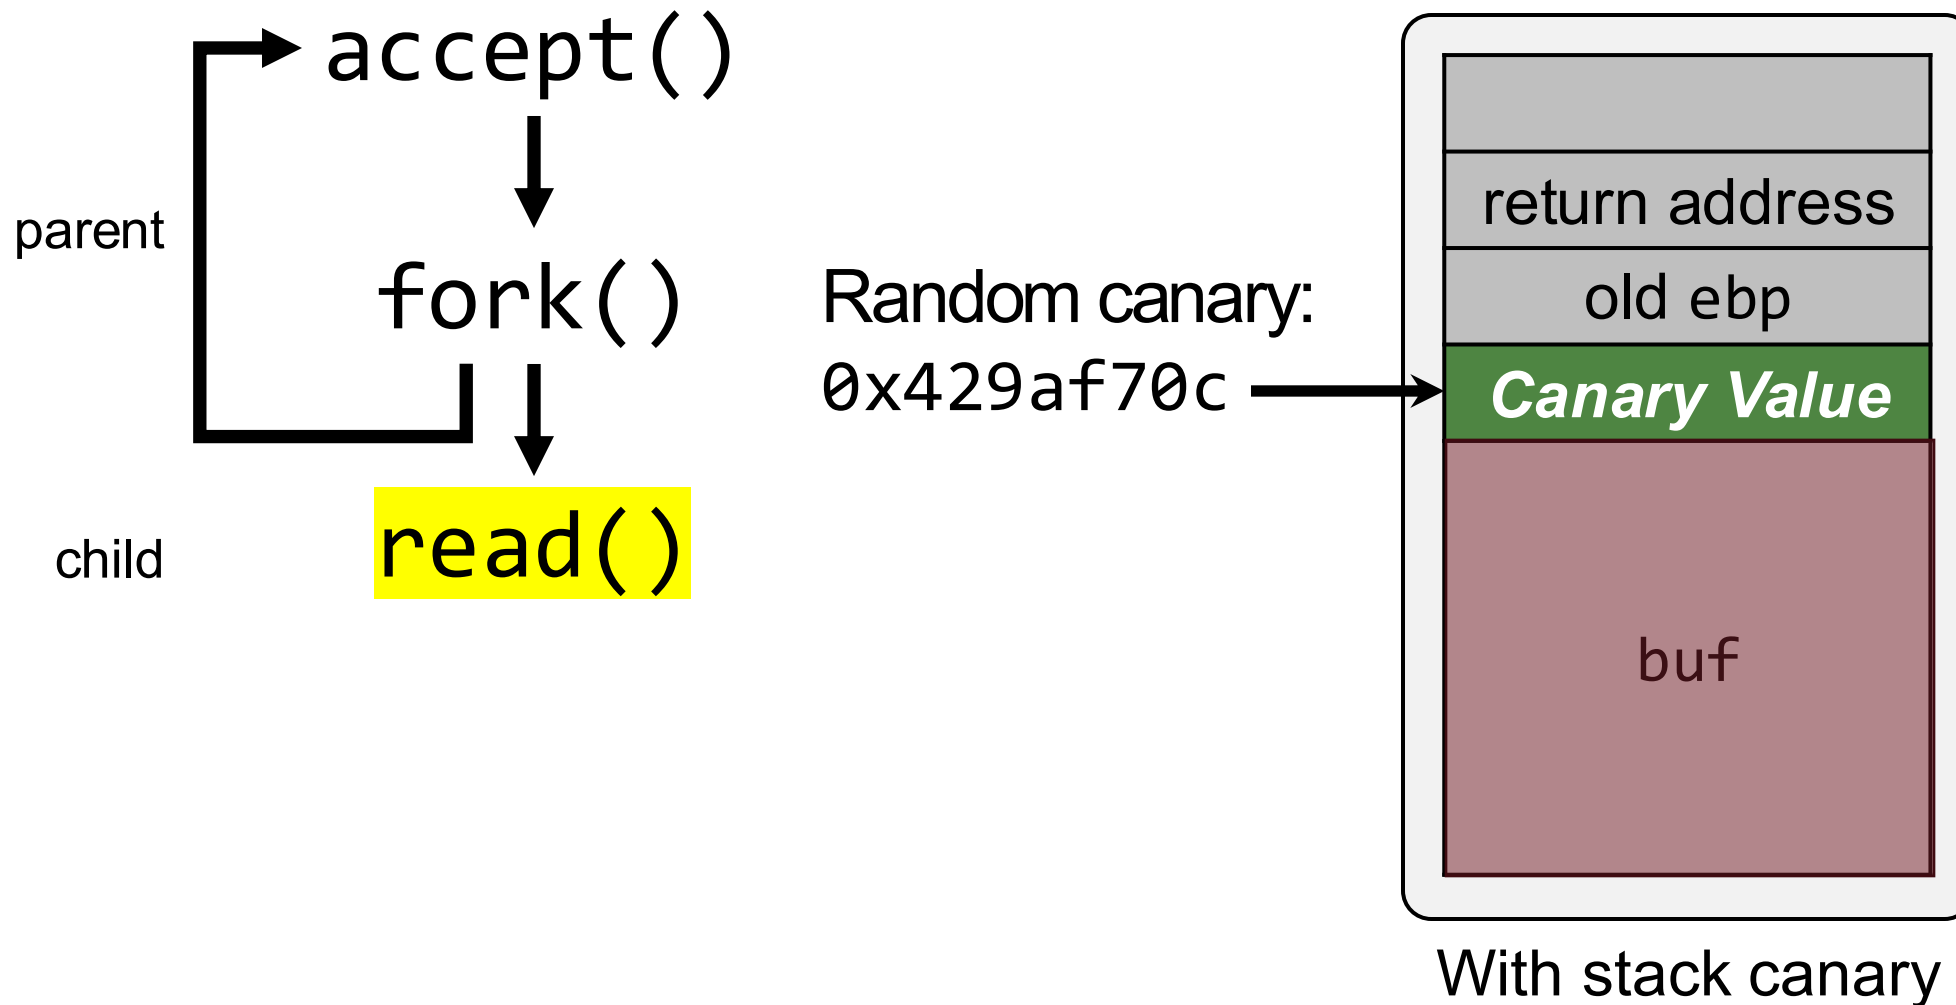 accept()
parent
fork()
child
read()
Random canary:
0x429af70c
return address
old ebp
Canary Value
buf
With stack canary